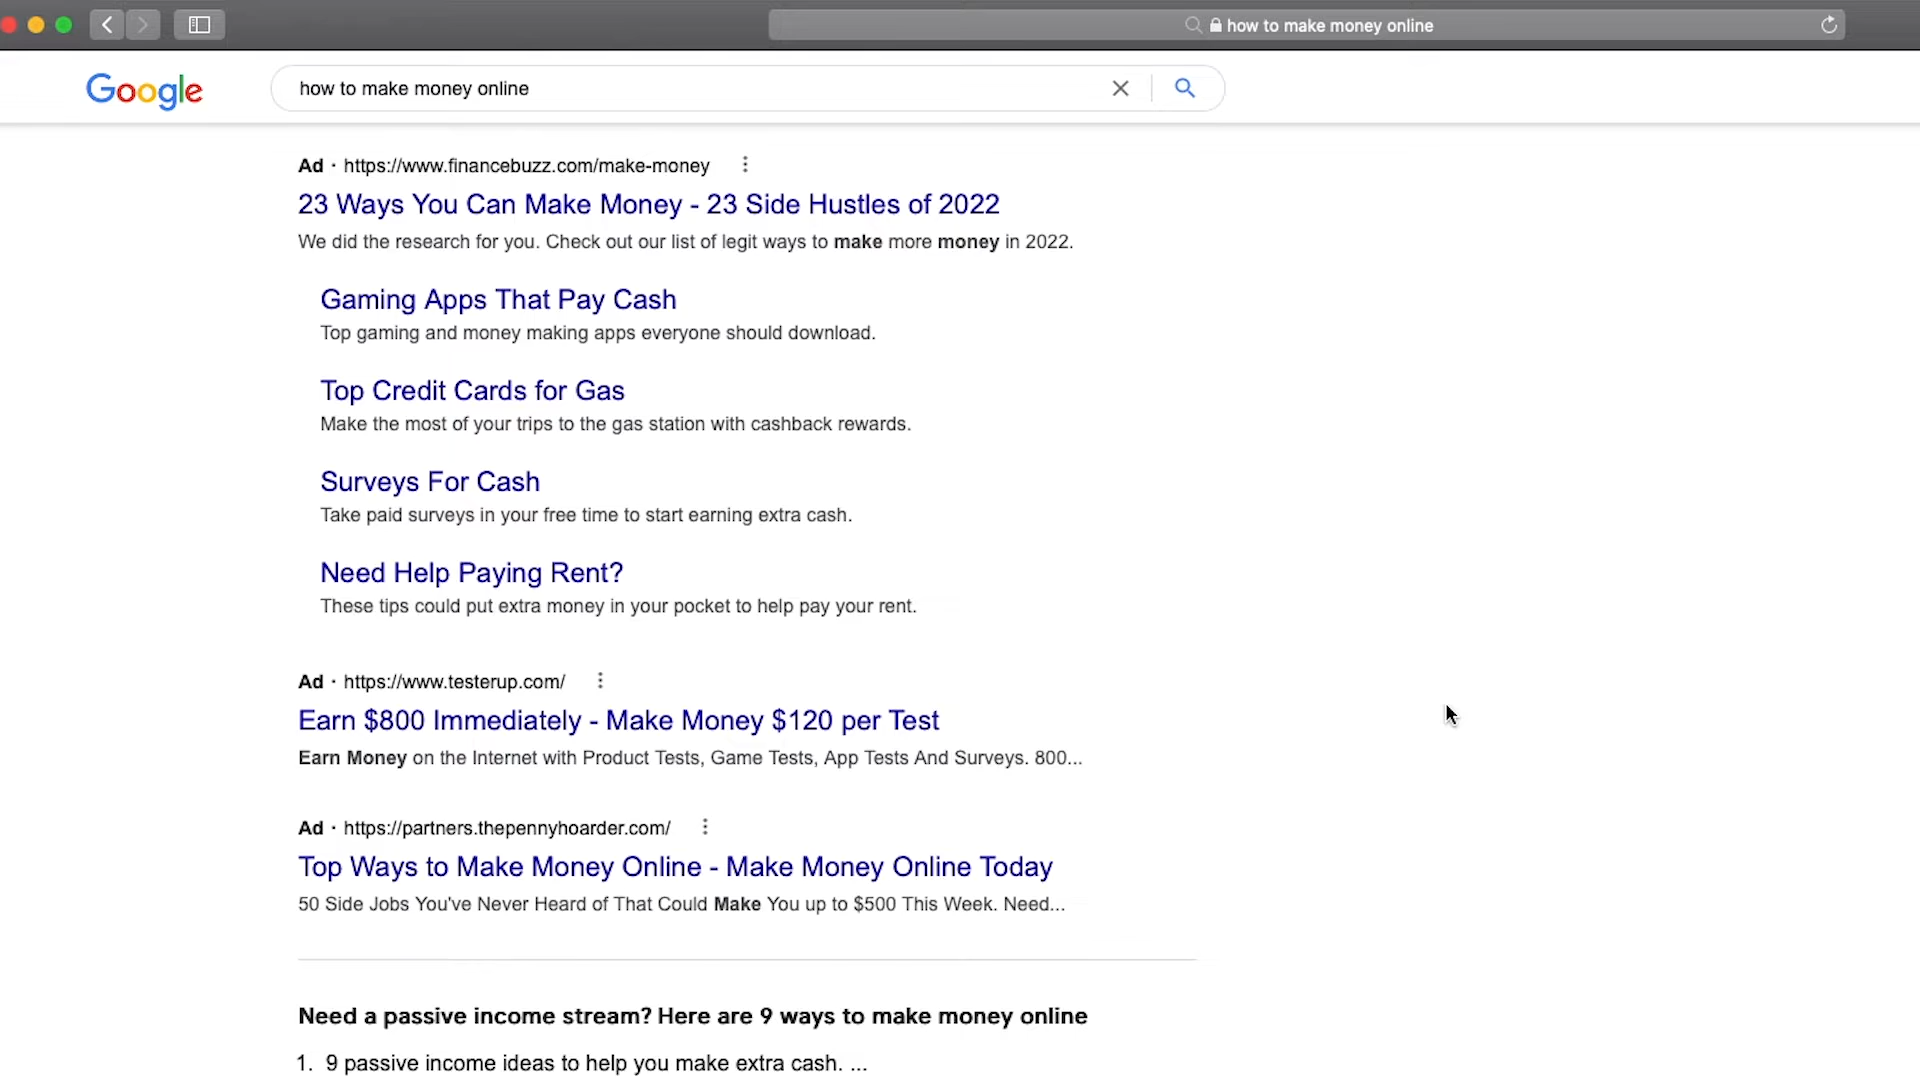 how to make money online
Google
how to make money online
Ad · https://www.financebuzz.com/make-money
23 Ways You Can Make Money - 23 Side Hustles of 2022
We did the research for you. Check out our list of legit ways to make more money in 2022.
Gaming Apps That Pay Cash
Top gaming and money making apps everyone should download.
Top Credit Cards for Gas
Make the most of your trips to the gas station with cashback rewards.
Surveys For Cash
Take paid surveys in your free time to start earning extra cash.
Need Help Paying Rent?
These tips could put extra money in your pocket to help pay your rent.
Ad · https://www.testerup.com/
Earn $800 Immediately - Make Money $120 per Test
Earn Money on the Internet with Product Tests, Game Tests, App Tests And Surveys. 800...
Ad · https://partners.thepennyhoarder.com/
Top Ways to Make Money Online - Make Money Online Today
50 Side Jobs You've Never Heard of That Could Make You up to $500 This Week. Need...
Need a passive income stream? Here are 9 ways to make money online
1. 9 passive income ideas to help you make extra cash. ...